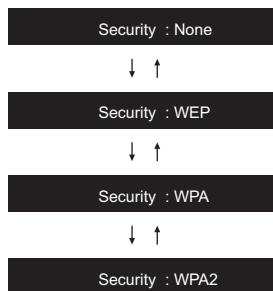 Security : None
↓ ↑
Security : WEP
↓ ↑
Security : WPA
↓ ↑
Security : WPA2